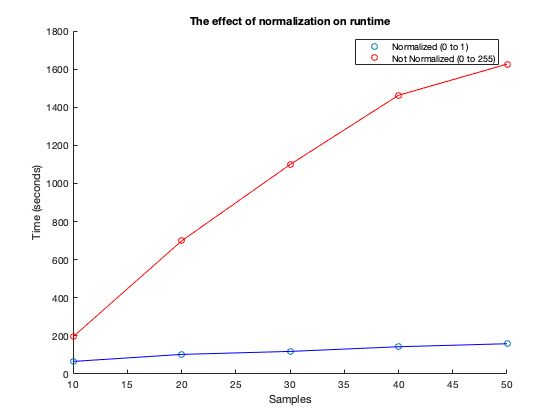 The effect of normalization on runtime
Normalized (0 to 1)
Not Normalized (0 to 255)
Time (seconds)
1800
1600
1400
1200
1000
800
600
400
200
0
10 15 20 25 30 35 40 45 50
Samples